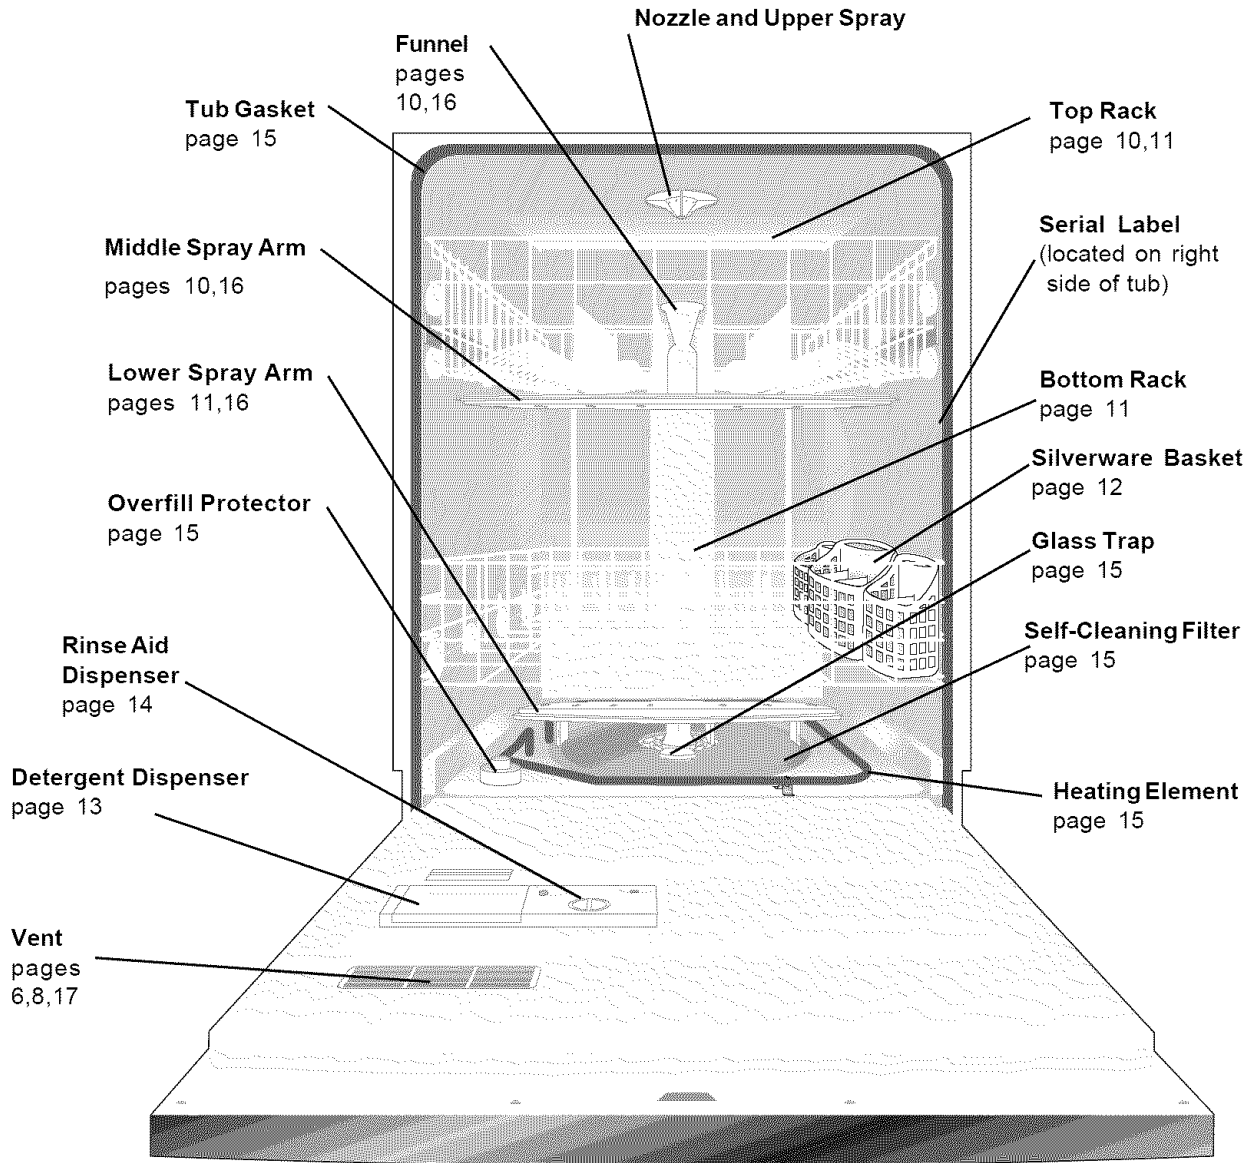 Nozzle and Upper Spray
Funnel
pages
10,16
Tub Gasket
page 15
Top Rack
page 10,11
Middle Spray Arm
pages 10,16
Serial Label
(located on right
side of tub)
Lower Spray Arm
pages 11,16
Bottom Rack
page 11
Silverware Basket
page 12
Overfill Protector
page 15
Glass Trap
page 15
Rinse Aid
Dispenser
page 14
Self-Cleaning Filter
page 15
Detergent Dispenser
page 13
Heating Element
page 15
Vent
pages
6,8,17